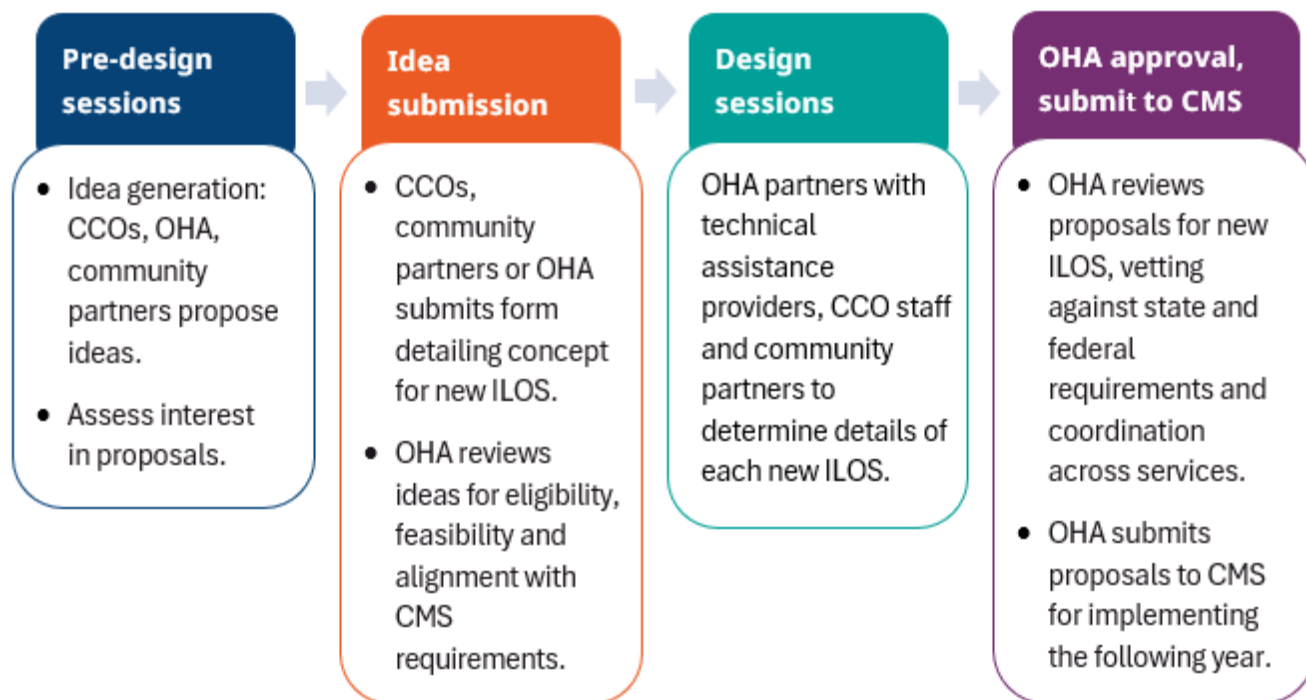 Pre-design
sessions
• Idea generation:
CCOs, OHA,
community
partners propose
ideas.
• Assess interest
in proposals.
Idea
submission
• CCOs,
community
partners or OHA
submits form
detailing concept
for new ILOS.
• OHA reviews
ideas for eligibility,
feasibility and
alignment with
CMS
requirements.
Design
sessions
OHA partners with
technical
assistance
providers, CCO staff
and community
partners to
determine details of
each new ILOS.
OHA approval,
submit to CMS
• OHA reviews
proposals for new
ILOS, vetting
against state and
federal
requirements and
coordination
across services.
• OHA submits
proposals to CMS
for implementing
the following year.